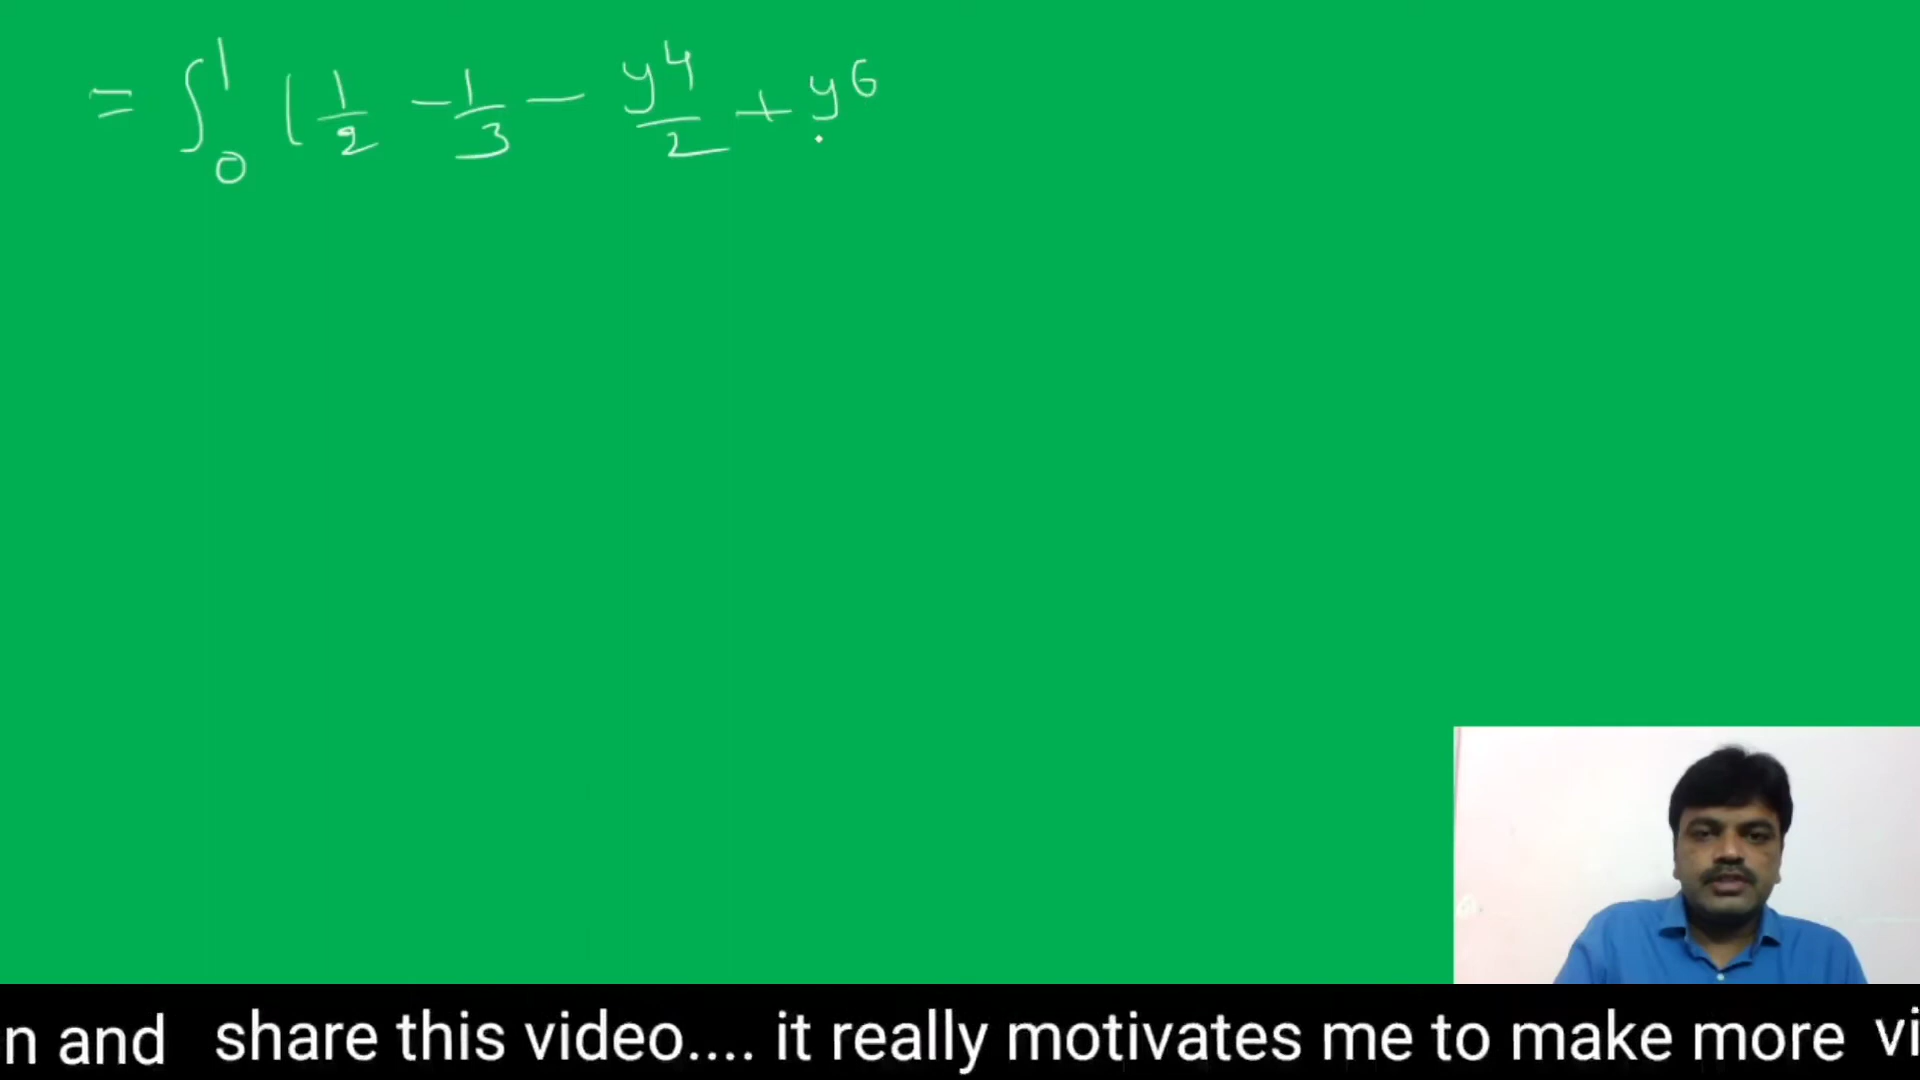 = ∫₀¹ (1/2 - 1/3 - y⁴/2 + y⁶
n and share this video.... it really motivates me to make more vi